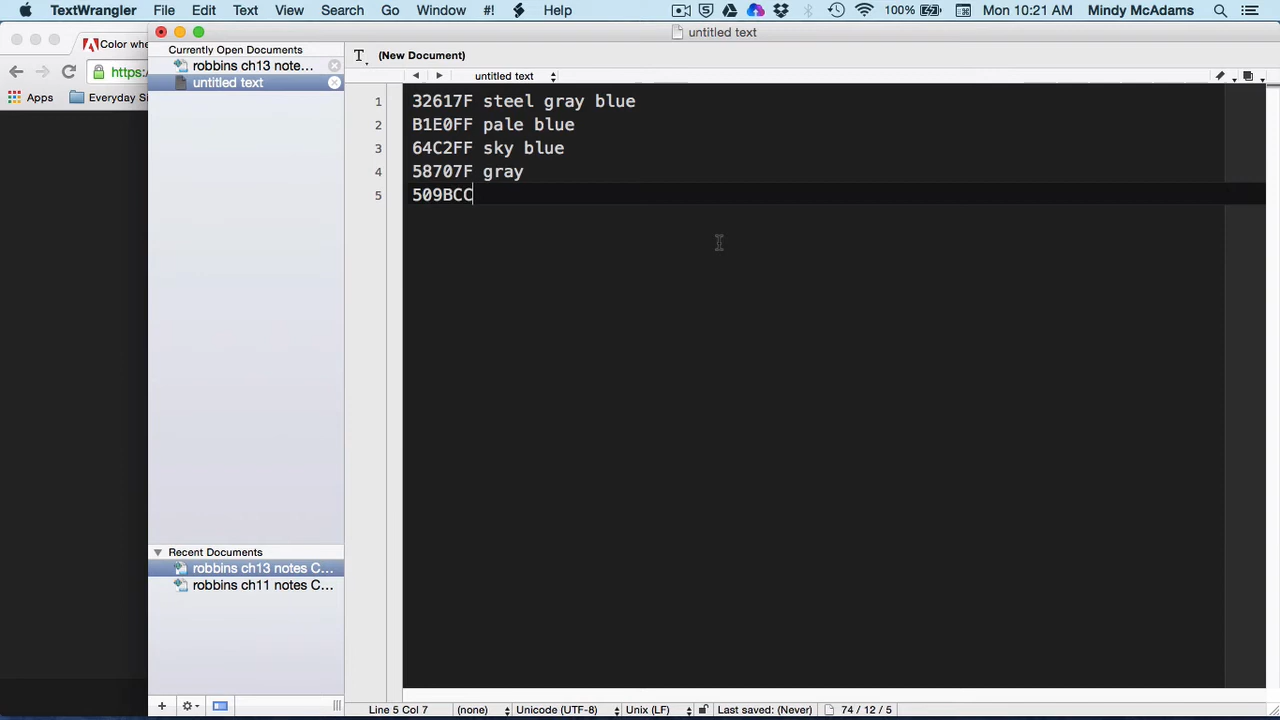 TextWrangler File Edit Text View Search Go Window #! Help 100% Mon 10:21 AM Mindy McAdams
untitled text
Color whe
Currently Open Documents
(New Document)
robbins ch13 note...
untitled text
https:/
untitled text
Apps Everyday Si
1 32617F steel gray blue
2 B1E0FF pale blue
3 64C2FF sky blue
4 58707F gray
5 509BCC
Recent Documents
robbins ch13 notes C...
robbins ch11 notes C...
Line 5 Col 7 (none) Unicode (UTF-8) Unix (LF) Last saved: (Never) 74 / 12 / 5